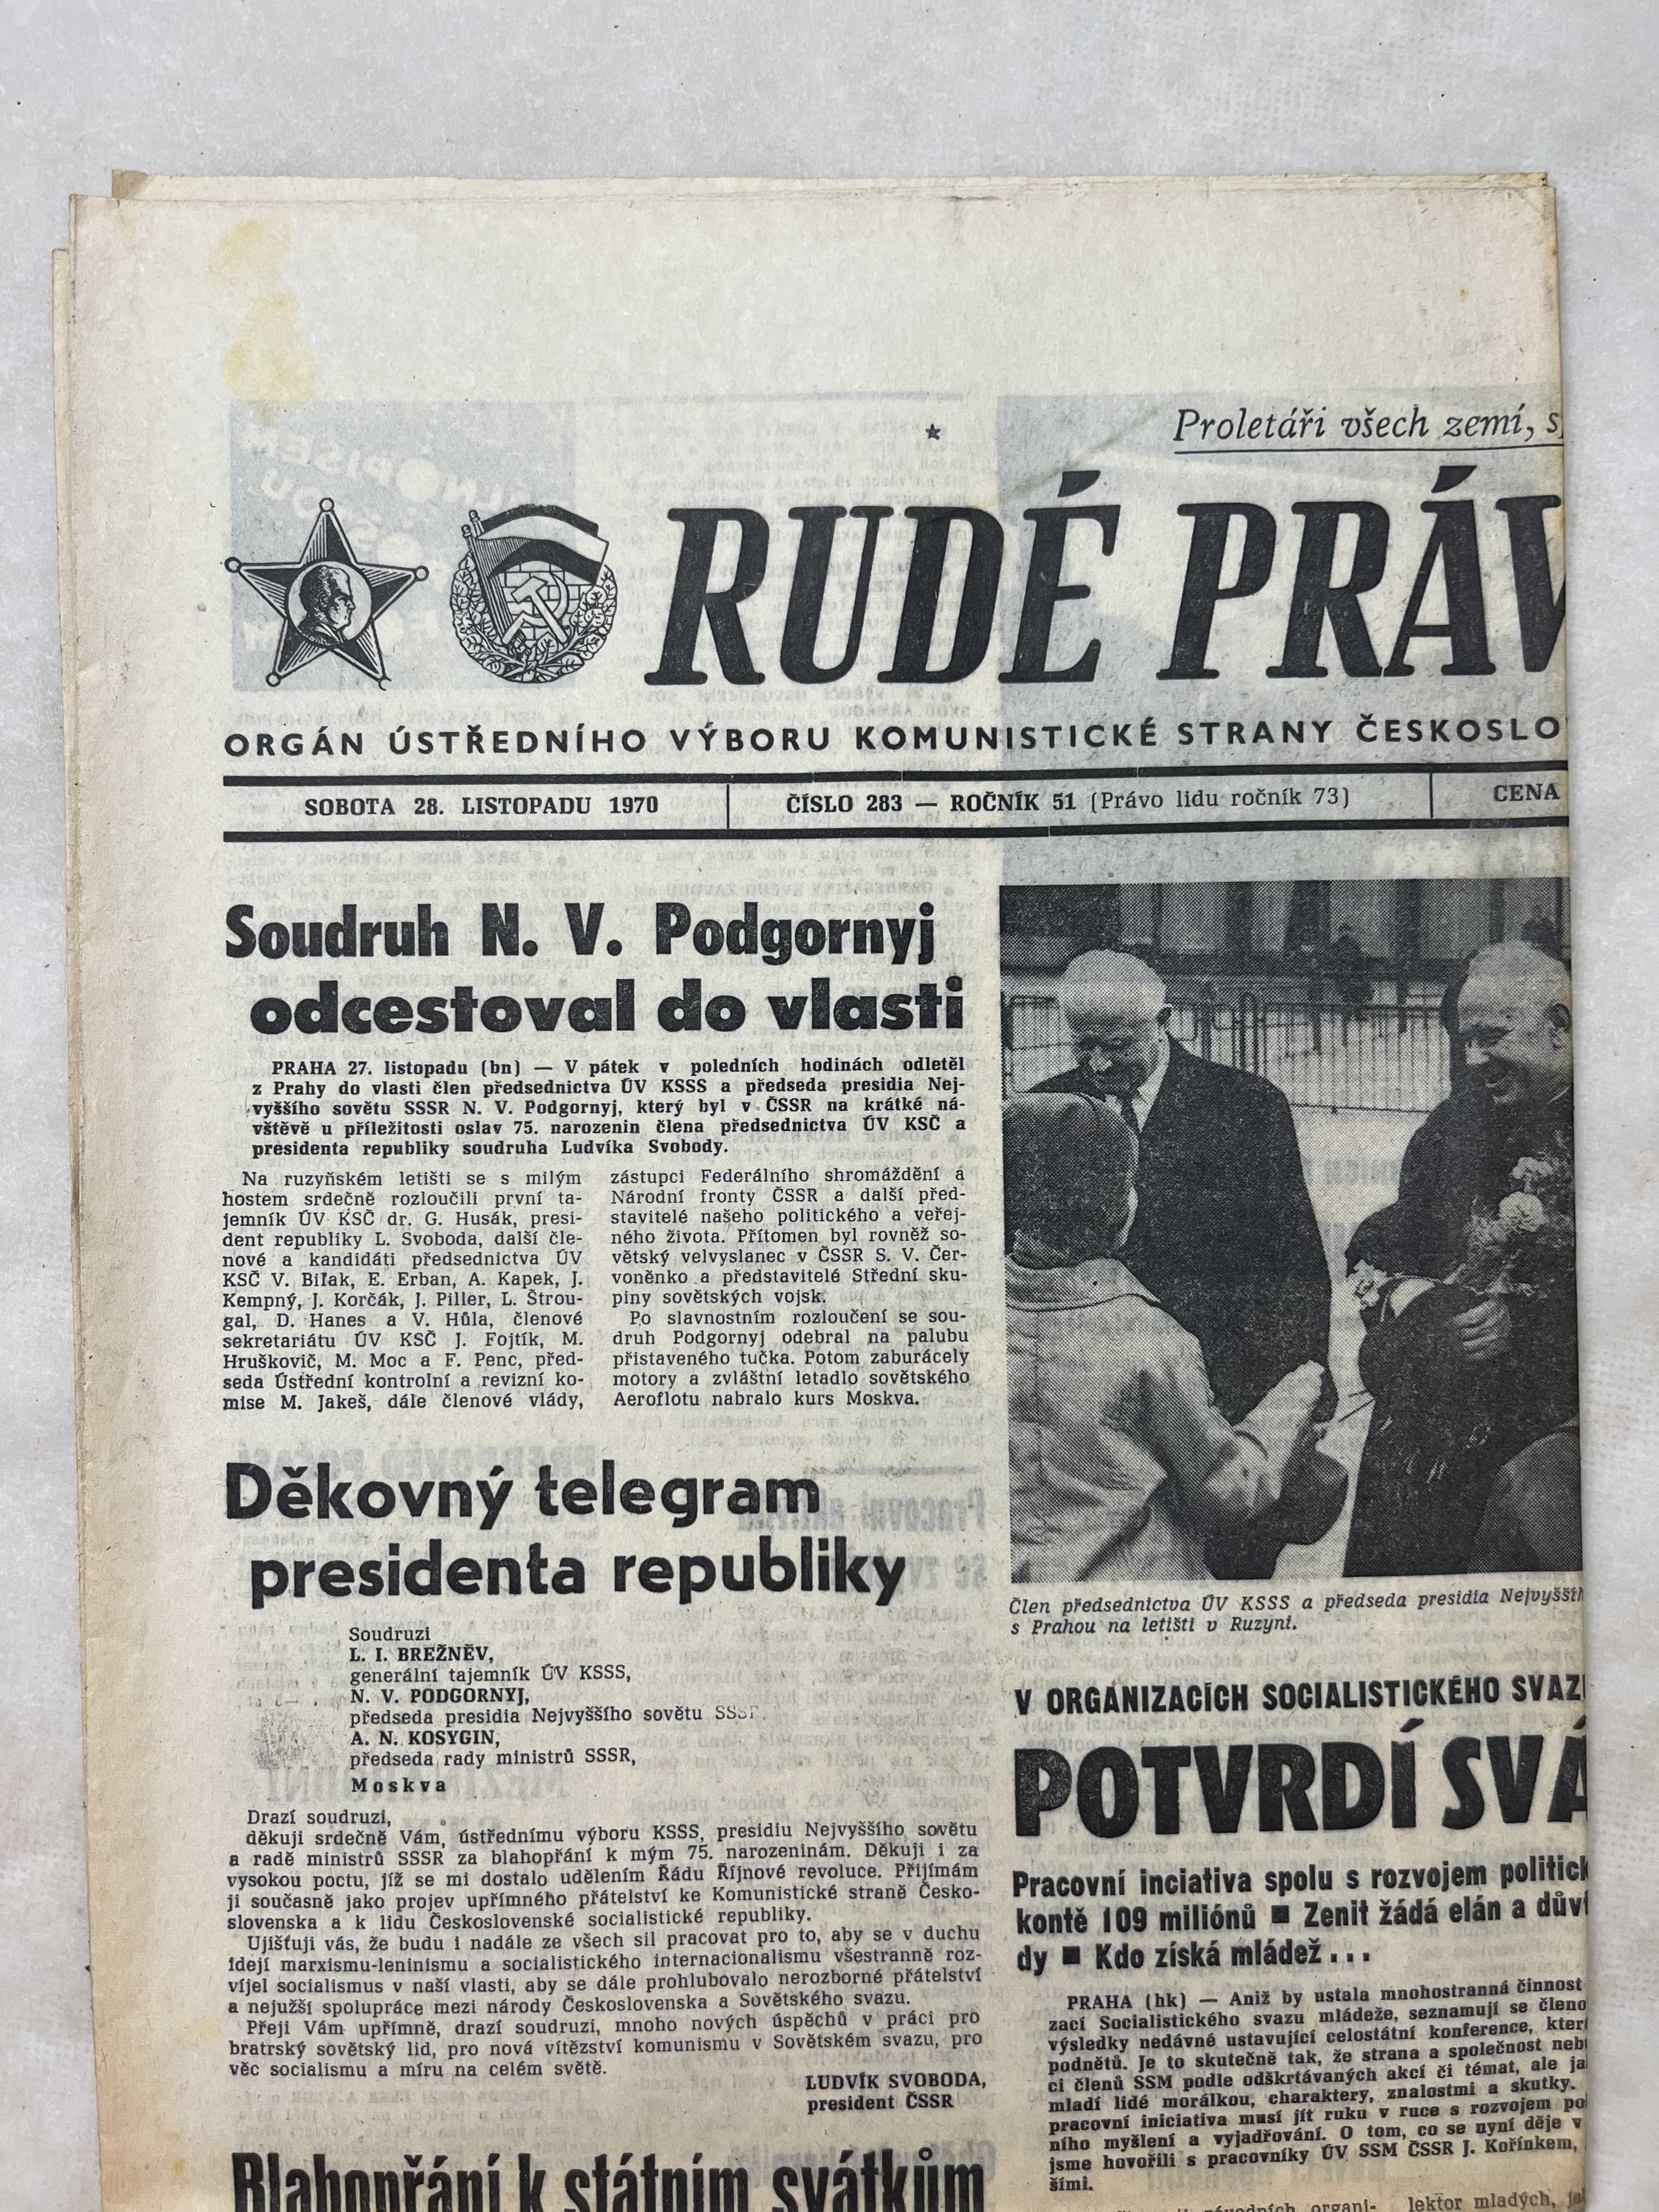 Proletáři všech zemí,
RUDÉ PRÁV
ORGÁN ÚSTŘEDNÍHO VÝBORU KOMUNISTICKÉ STRANY ČESKOSLO
SOBOTA 28. LISTOPADU 1970
ČÍSLO 283 — ROČNÍK 51 (Právo lidu ročník 73)
CENA
Soudruh N. V. Podgornyj
odcestoval do vlasti
PRAHA 27. listopadu (bn) — V pátek v poledních hodinách odletěl
z Prahy do vlasti člen předsednictva ÚV KSSS a předseda presidia Nej-
vyššího sovětu SSSR N. V. Podgornyj, který byl v ČSSR na krátké ná-
vštěvě u příležitosti oslav 75. narozenin člena předsednictva ÚV KSČ a
presidenta republiky soudruha Ludvíka Svobody.
Na ruzyňském letišti se s milým
hostem srdečně rozloučili první ta-
jemník ÚV KSČ dr. G. Husák, presi-
dent republiky L. Svoboda, další čle-
nové a kandidáti předsednictva ÚV
KSČ V. Biľak, E. Erban, A. Kapek, J.
Kempný, J. Korčák, J. Piller, L. Štrou-
gal, D. Hanes a V. Hůla, členové
sekretariátu ÚV KSČ J. Fojtík, M.
Hruškovič, M. Moc a F. Penc, před-
seda Ústřední kontrolní a revizní ko-
mise M. Jakeš, dále členové vlády,
zástupci Federálního shromáždění a
Národní fronty ČSSR a další před-
stavitelé našeho politického a veřej-
ného života. Přítomen byl rovněž so-
větský velvyslanec v ČSSR S. V. Čer-
voněnko a představitelé Střední sku-
piny sovětských vojsk.
Po slavnostním rozloučení se sou-
druh Podgornyj odebral na palubu
přistaveného tučka. Potom zaburácely
motory a zvláštní letadlo sovětského
Aeroflotu nabralo kurs Moskva.
Děkovný telegram
presidenta republiky
Soudruzi
L. I. BREŽNĚV,
generální tajemník ÚV KSSS,
N. V. PODGORNYJ,
předseda presidia Nejvyššího sovětu SSSR,
A. N. KOSYGIN,
předseda rady ministrů SSSR,
Moskva
Drazí soudruzi,
děkuji srdečně Vám, ústřednímu výboru KSSS, presidiu Nejvyššího sovětu
a radě ministrů SSSR za blahopřání k mým 75. narozeninám. Děkuji i za
vysokou poctu, jíž se mi dostalo udělením Řádu Říjnové revoluce. Přijímám
ji současně jako projev upřímného přátelství ke Komunistické straně Česko-
slovenska a k lidu Československé socialistické republiky.
Ujišťuji vás, že budu i nadále ze všech sil pracovat pro to, aby se v duchu
idejí marxismu-leninismu a socialistického internacionalismu všestranně roz-
víjel socialismus v naší vlasti, aby se dále prohlubovalo nerozborné přátelství
a nejužší spolupráce mezi národy Československa a Sovětského svazu.
Přeji Vám upřímně, drazí soudruzi, mnoho nových úspěchů v práci pro
bratrský sovětský lid, pro nová vítězství komunismu v Sovětském svazu, pro
věc socialismu a míru na celém světě.
LUDVÍK SVOBODA,
president ČSSR
Blahopřání k státním svátkům
Člen předsednictva ÚV KSSS a předseda presidia Nejvyšší
s Prahou na letišti v Ruzyni.
V ORGANIZACÍCH SOCIALISTICKÉHO SVAZ
POTVRDÍ SVÁ
Pracovní inciativa spolu s rozvojem politick
kontě 109 miliónů ■ Zenit žádá elán a důvt
dy ■ Kdo získá mládež...
PRAHA (hk) — Aniž by ustala mnohostranná činnost
zací Socialistického svazu mládeže, seznamují se členo
výsledky nedávné ustavující celostátní konference, kter
podnětů. Je to skutečně tak, že strana a společnost neb
ci členů SSM podle odškrtávaných akcí či témat, ale ja
mladí lidé morálkou, charaktery, znalostmi a skutky.
pracovní iniciativa musí jít ruku v ruce s rozvojem po
ního myšlení a vyjadřování. O tom, co se nyní děje v
jsme hovořili s pracovníky ÚV SSM ČSSR J. Kořínkem,
šími.
závodních organi-
lektor mladých,